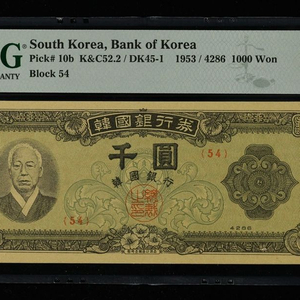 G
ANTY
South Korea, Bank of Korea
Pick# 10b K&C52.2 / DK45-1 1953 / 4286 1000 Won
Block 54
韓國銀行券
千圓
(54)
韓國銀行
(54)
4286